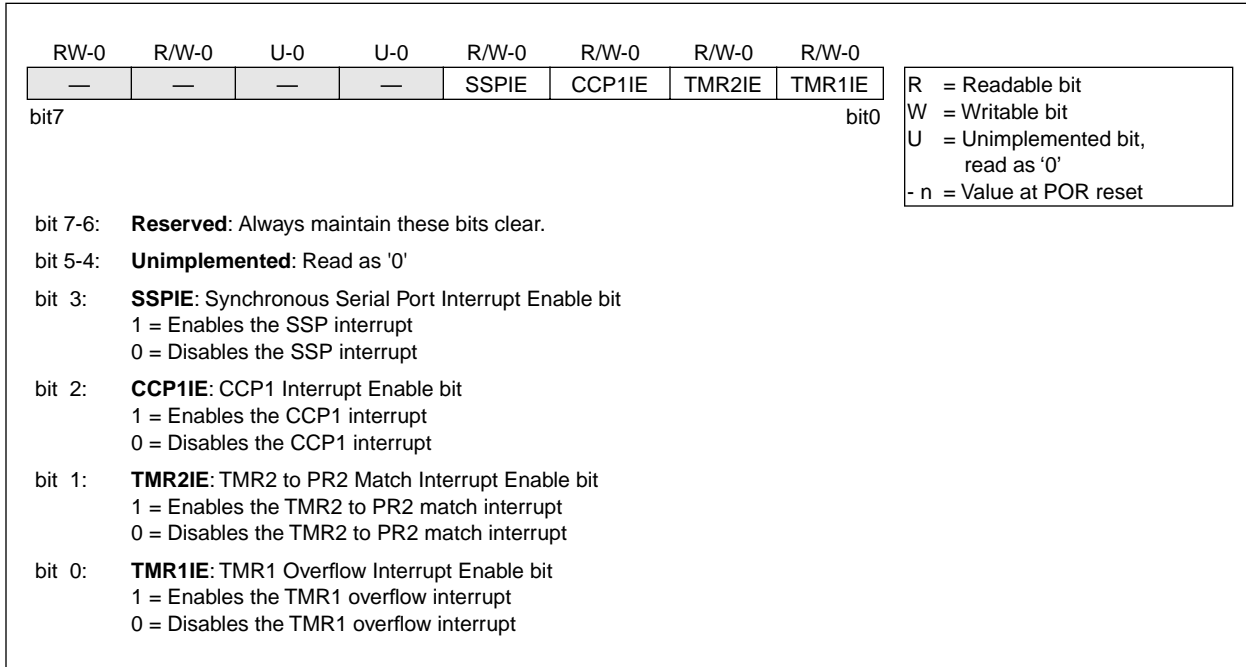 RW-0 R/W-0 U-0 U-0 R/W-0 R/W-0 R/W-0 R/W-0
— — — — SSPIE CCP1IE TMR2IE TMR1IE
bit7 bit0
R = Readable bit
W = Writable bit
U = Unimplemented bit,
read as ‘0’
- n = Value at POR reset
bit 7-6: Reserved: Always maintain these bits clear.
bit 5-4: Unimplemented: Read as '0'
bit 3: SSPIE: Synchronous Serial Port Interrupt Enable bit
1 = Enables the SSP interrupt
0 = Disables the SSP interrupt
bit 2: CCP1IE: CCP1 Interrupt Enable bit
1 = Enables the CCP1 interrupt
0 = Disables the CCP1 interrupt
bit 1: TMR2IE: TMR2 to PR2 Match Interrupt Enable bit
1 = Enables the TMR2 to PR2 match interrupt
0 = Disables the TMR2 to PR2 match interrupt
bit 0: TMR1IE: TMR1 Overflow Interrupt Enable bit
1 = Enables the TMR1 overflow interrupt
0 = Disables the TMR1 overflow interrupt